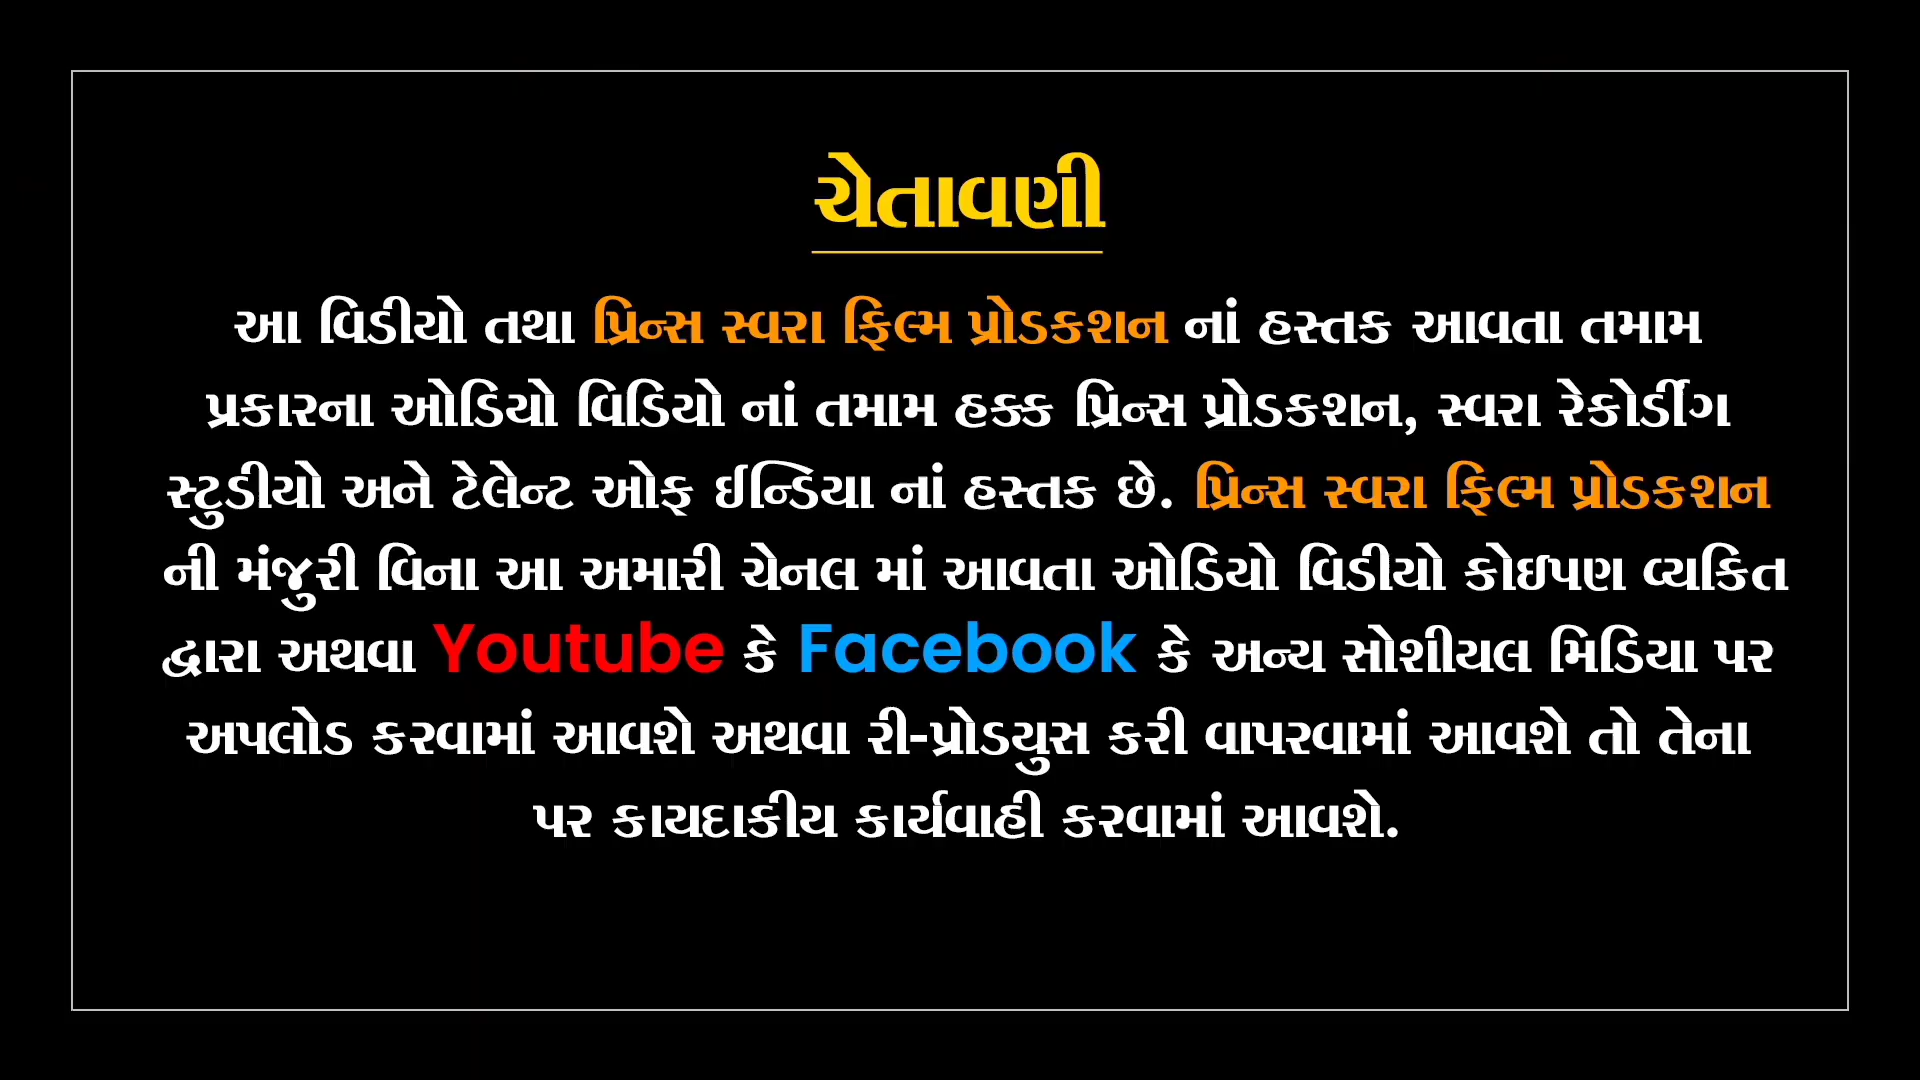 ચેતાવણી
આ વિડીયો તથા પ્રિન્સ સ્વરા ફિલ્મ પ્રોડકશન નાં હસ્તક આવતા તમામ
પ્રકારના ઓડિયો વિડિયો નાં તમામ હક્ક પ્રિન્સ પ્રોડકશન, સ્વરા રેકોર્ડીંગ
સ્ટુડીયો અને ટેલેન્ટ ઓફ ઈન્ડિયા નાં હસ્તક છે. પ્રિન્સ સ્વરા ફિલ્મ પ્રોડકશન
ની મંજુરી વિના આ અમારી ચેનલ માં આવતા ઓડિયો વિડીયો કોઇપણ વ્યકિત
દ્વારા અથવા Youtube કે Facebook કે અન્ય સોશીયલ મિડિયા પર
અપલોડ કરવામાં આવશે અથવા રી-પ્રોડયુસ કરી વાપરવામાં આવશે તો તેના
પર કાયદાકીય કાર્યવાહી કરવામાં આવશે.